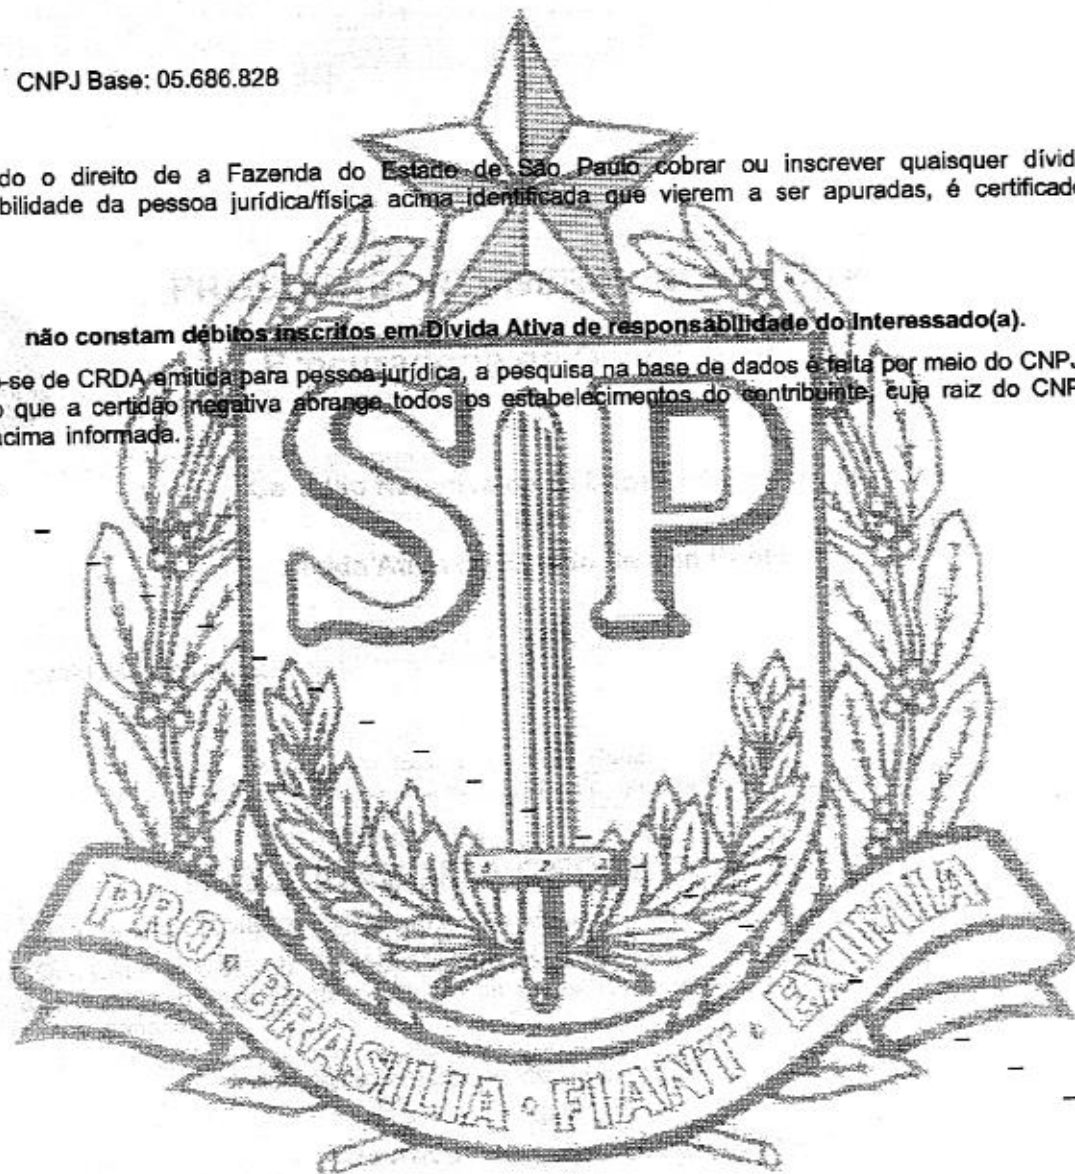 CNPJ Base: 05.686.828
do o direito de a Fazenda do Estado de São Paulo cobrar ou inscrever quaisquer dívid
bilidade da pessoa jurídica/física acima identificada que vierem a ser apuradas, é certificad
não constam débitos inscritos em Dívida Ativa de responsabilidade do Interessado(a).
-se de CRDA emitida para pessoa jurídica, a pesquisa na base de dados é feita por meio do CNPJ
o que a certidão negativa abrange todos os estabelecimentos do contribuinte, cuja raiz do CNP
acima informada.
SP
PRO · BRASILIA · FIANT · EXIMIA